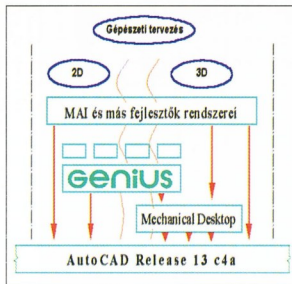 Gépészeti tervezés
2D
3D
MAI és más fejlesztők rendszerei
GENIUS
Mechanical Desktop
AutoCAD Release 13 c4a